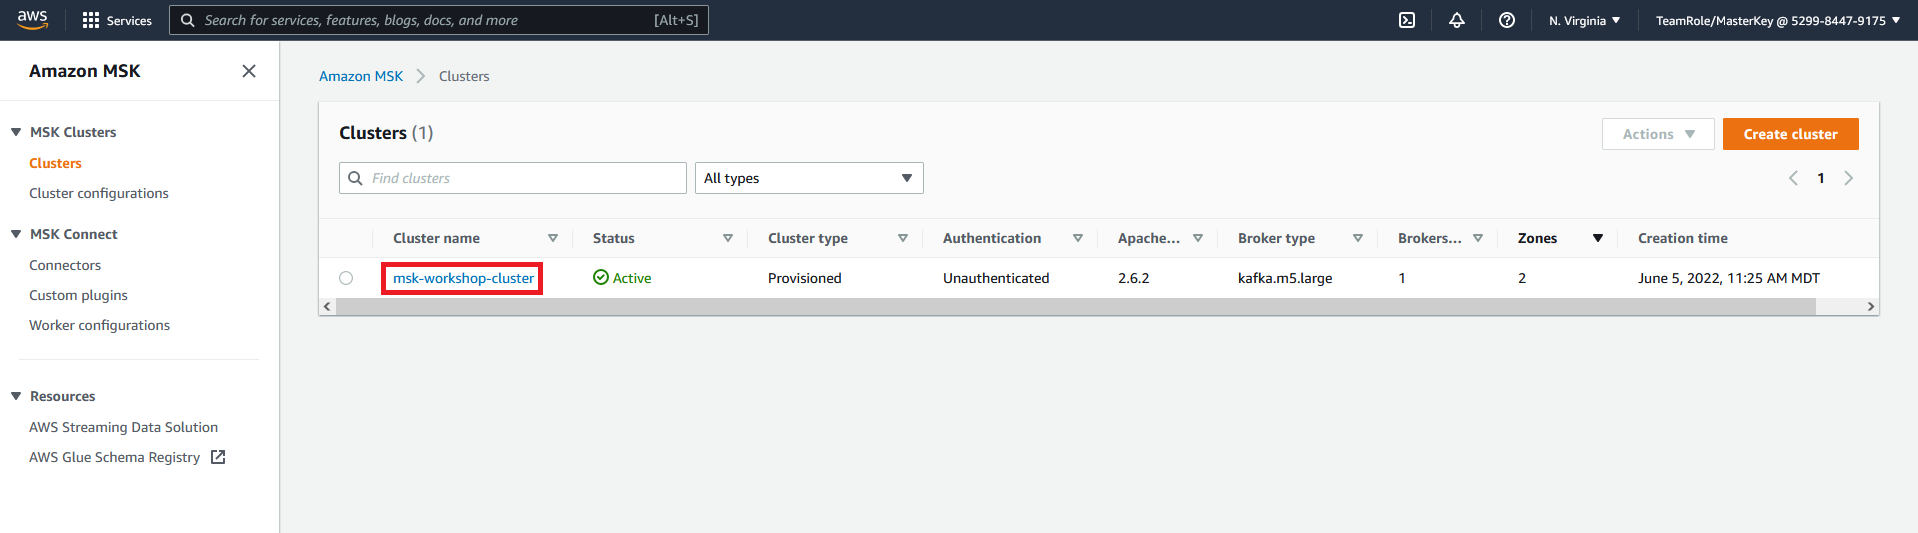 aws Services Search for services, features, blogs, docs, and more [Alt+S] N. Virginia TeamRole/MasterKey @ 5299-8447-9175
Amazon MSK
MSK Clusters
Clusters
Cluster configurations
MSK Connect
Connectors
Custom plugins
Worker configurations
Resources
AWS Streaming Data Solution
AWS Glue Schema Registry
Amazon MSK Clusters
Clusters (1) Actions Create cluster
Find clusters All types 1
Cluster name Status Cluster type Authentication Apache... Broker type Brokers... Zones Creation time
msk-workshop-cluster Active Provisioned Unauthenticated 2.6.2 kafka.m5.large 1 2 June 5, 2022, 11:25 AM MDT